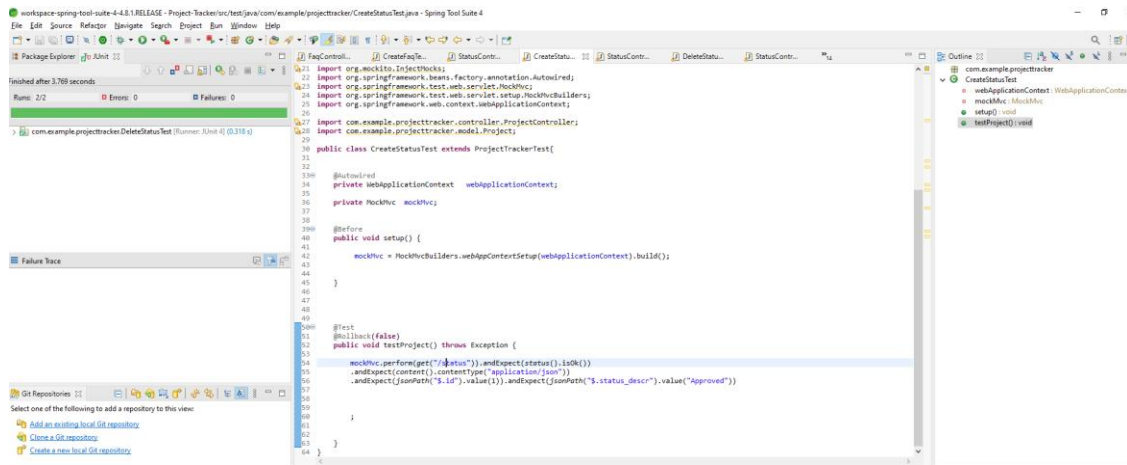 workspace-spring-tool-suite-4-4.8.1.RELEASE - Project-Tracker/src/test/java/com/example/projecttracker/CreateStatusTest.java - Spring Tool Suite 4
File Edit Source Refactor Navigate Search Project Run Window Help
Package Explorer JUnit
Finished after 3.769 seconds
Runs: 2/2 Errors: 0 Failures: 0
com.example.projecttracker.DeleteStatusTest [Runner: JUnit 4] (0.318 s)
Failure Trace
Git Repositories
Select one of the following to add a repository to this view:
Add an existing local Git repository
Clone a Git repository
Create a new local Git repository
FaqControll... CreateFaqTe... StatusContr... CreateStatu... StatusContr... DeleteStatu... StatusContr... 14
21 import org.mockito.InjectMocks;
22 import org.springframework.beans.factory.annotation.Autowired;
23 import org.springframework.test.web.servlet.MockMvc;
24 import org.springframework.test.web.servlet.setup.MockMvcBuilders;
25 import org.springframework.web.context.WebApplicationContext;
26
27 import com.example.projecttracker.controller.ProjectController;
28 import com.example.projecttracker.model.Project;
29
30 public class CreateStatusTest extends ProjectTrackerTest{
31
32
33 @Autowired
34 private WebApplicationContext webApplicationContext;
35
36 private MockMvc mockMvc;
37
38
39 @Before
40 public void setup() {
41
42 mockMvc = MockMvcBuilders.webAppContextSetup(webApplicationContext).build();
43
44
45 }
46
47
48
49
50 @Test
51 @Rollback(false)
52 public void testProject() throws Exception {
53
54 mockMvc.perform(get("/status")).andExpect(status().isOk())
55 .andExpect(content().contentType("application/json"))
56 .andExpect(jsonPath("$.id").value(1)).andExpect(jsonPath("$.status_descr").value("Approved"))
57
58
59
60 ;
61
62
63 }
64 }
Outline
com.example.projecttracker
CreateStatusTest
webApplicationContext : WebApplicationConte
mockMvc : MockMvc
setup() : void
testProject() : void